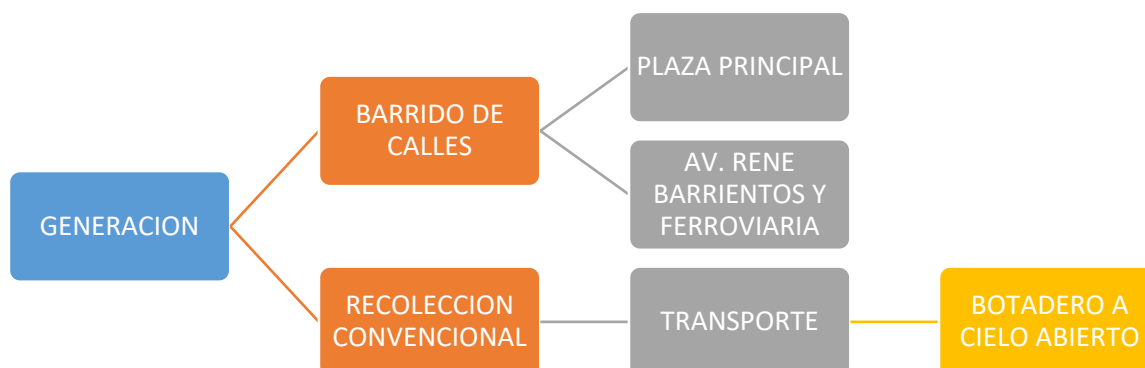 GENERACION
BARRIDO DE
CALLES
PLAZA PRINCIPAL
AV. RENE
BARRIENTOS Y
FERROVIARIA
RECOLECCION
CONVENCIONAL
TRANSPORTE
BOTADERO A
CIELO ABIERTO